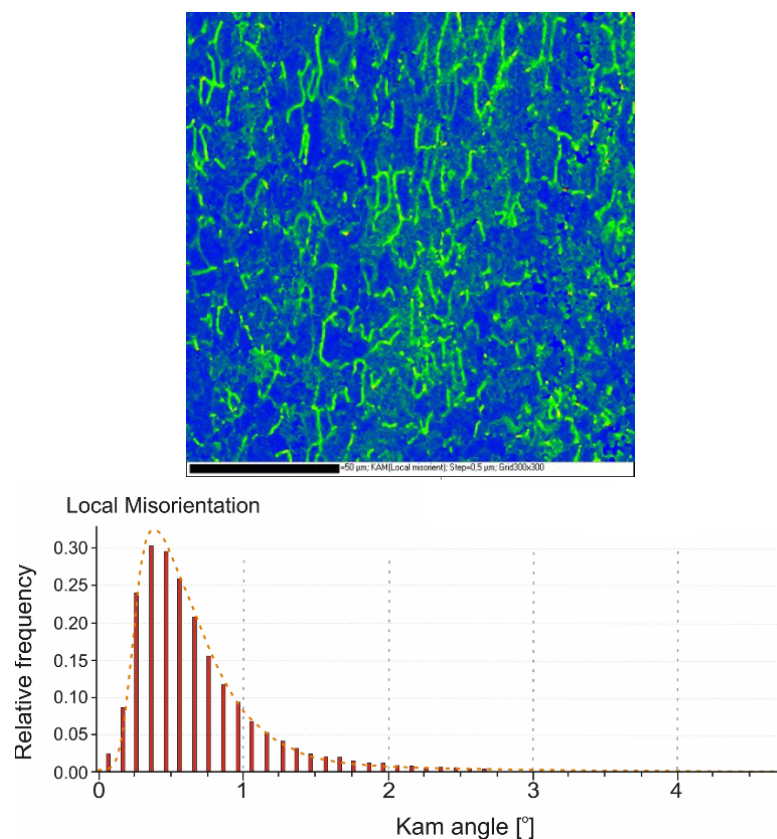 =50 µm; KAM(Local misorient); Step=0,5 µm; Grid300x300
Local Misorientation
Relative frequency
0.30
0.25
0.20
0.15
0.10
0.05
0.00
0 1 2 3 4
Kam angle [°]